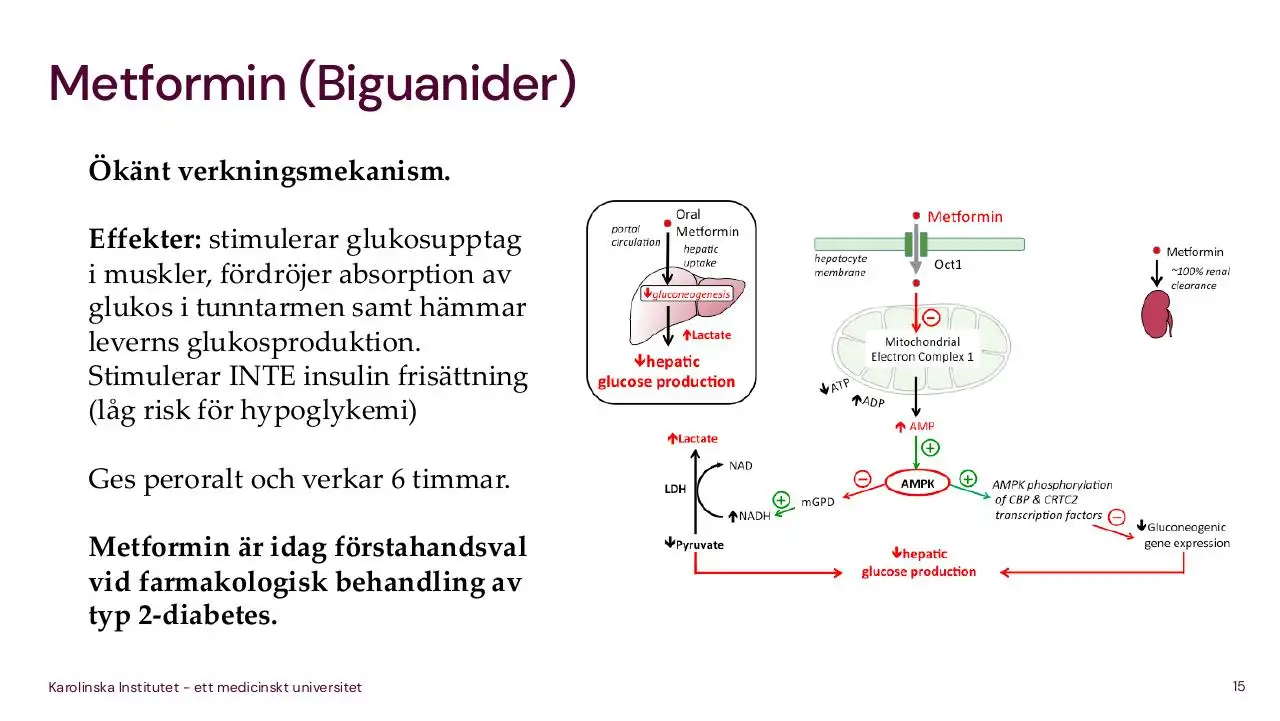 Metformin (Biguanider)
Ökänt verkningsmekanism.
Effekter: stimulerar glukosupptag
i muskler, fördröjer absorption av
glukos i tunntarmen samt hämmar
leverns glukosproduktion.
Stimulerar INTE insulin frisättning
(låg risk för hypoglykemi)
Ges peroralt och verkar 6 timmar.
Metformin är idag förstahandsval
vid farmakologisk behandling av
typ 2-diabetes.
portal
circulation
Oral
Metformin
hepatic
uptake
gluconeogenesis
Lactate
hepatic
glucose production
Metformin
hepatocyte
membrane
Oct1
Mitochondrial
Electron Complex 1
ATP
ADP
AMP
AMPK
Metformin
~100% renal
clearance
Lactate
NAD
LDH
NADH
mGPD
Pyruvate
AMPK phosphorylation
of CBP & CRTC2
transcription factors
Gluconeogenic
gene expression
hepatic
glucose production
Karolinska Institutet - ett medicinskt universitet
15